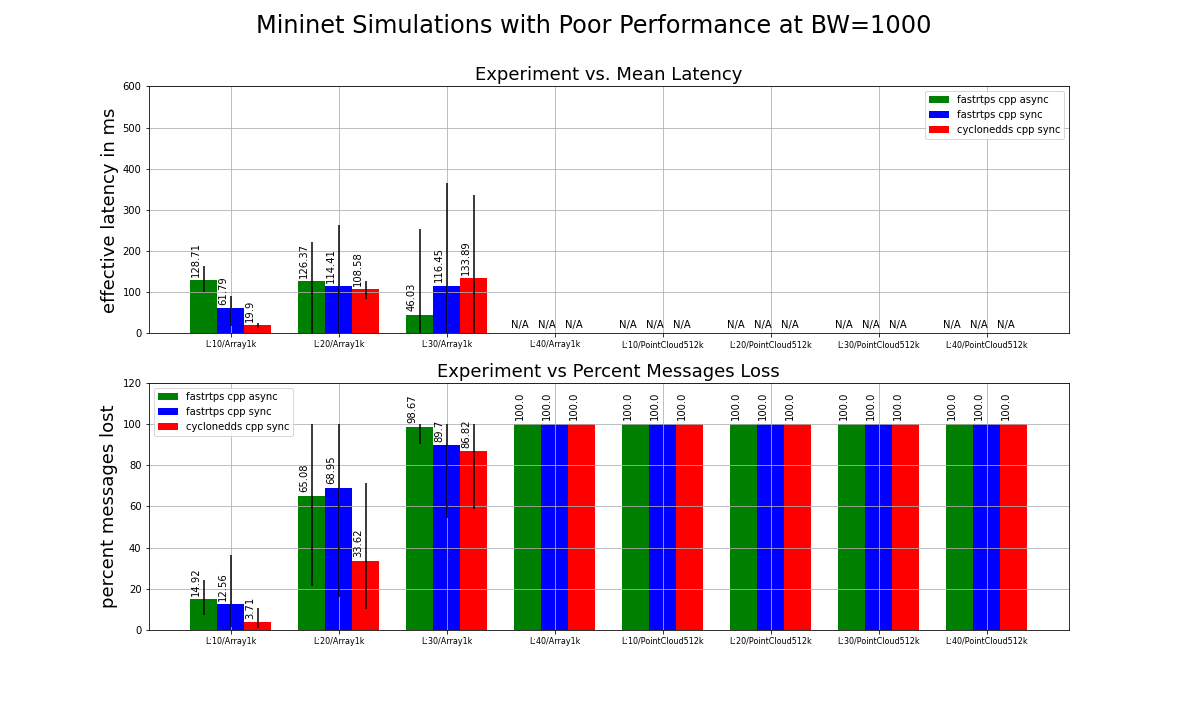 Mininet Simulations with Poor Performance at BW=1000
Experiment vs. Mean Latency
effective latency in ms
600
500
400
300
200
100
0
fastrtps cpp async
fastrtps cpp sync
cyclonedds cpp sync
128.71 61.79 19.9 126.37 114.41 108.58 46.03 116.45 133.89 N/A N/A N/A N/A N/A N/A N/A N/A N/A N/A N/A N/A N/A N/A N/A
L:10/Array1k L:20/Array1k L:30/Array1k L:40/Array1k L:10/PointCloud512k L:20/PointCloud512k L:30/PointCloud512k L:40/PointCloud512k
Experiment vs Percent Messages Loss
percent messages lost
120
100
80
60
40
20
0
fastrtps cpp async
fastrtps cpp sync
cyclonedds cpp sync
14.92 12.56 3.71 65.08 68.95 33.62 98.67 89.7 86.82 100.0 100.0 100.0 100.0 100.0 100.0 100.0 100.0 100.0 100.0 100.0 100.0 100.0 100.0 100.0
L:10/Array1k L:20/Array1k L:30/Array1k L:40/Array1k L:10/PointCloud512k L:20/PointCloud512k L:30/PointCloud512k L:40/PointCloud512k